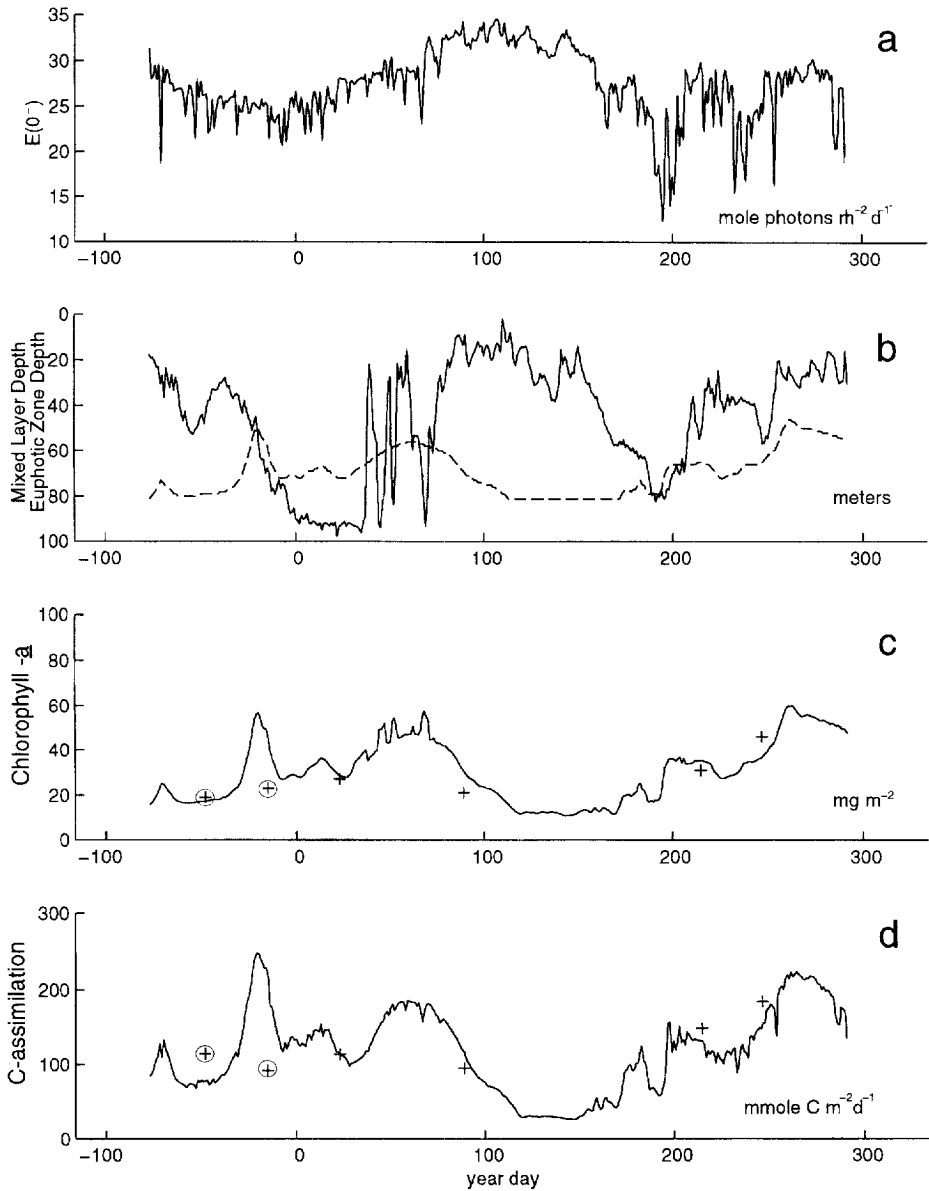 a
35
30
25
20
15
10
E(0⁻)
mole photons rh⁻² d⁻¹
−100 0 100 200 300
b
0
20
40
60
80
100
Mixed Layer Depth
Euphotic Zone Depth
meters
−100 0 100 200 300
c
100
80
60
40
20
0
Chlorophyll -a
mg m⁻²
−100 0 100 200 300
d
300
200
100
0
C-assimilation
mmole C m⁻²d⁻¹
−100 0 100 200 300
year day